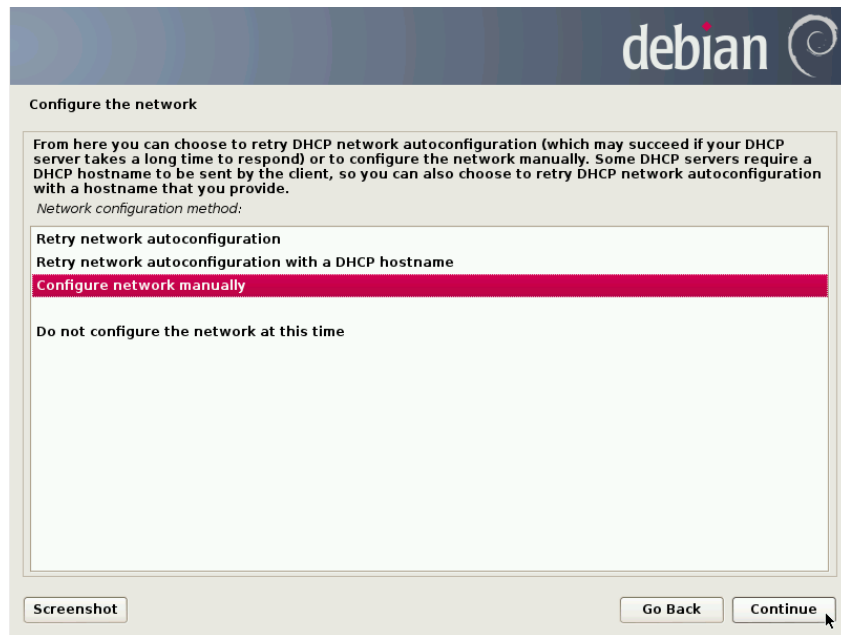 debian
Configure the network
From here you can choose to retry DHCP network autoconfiguration (which may succeed if your DHCP
server takes a long time to respond) or to configure the network manually. Some DHCP servers require a
DHCP hostname to be sent by the client, so you can also choose to retry DHCP network autoconfiguration
with a hostname that you provide.
Network configuration method:
Retry network autoconfiguration
Retry network autoconfiguration with a DHCP hostname
Configure network manually
Do not configure the network at this time
Screenshot
Go Back
Continue